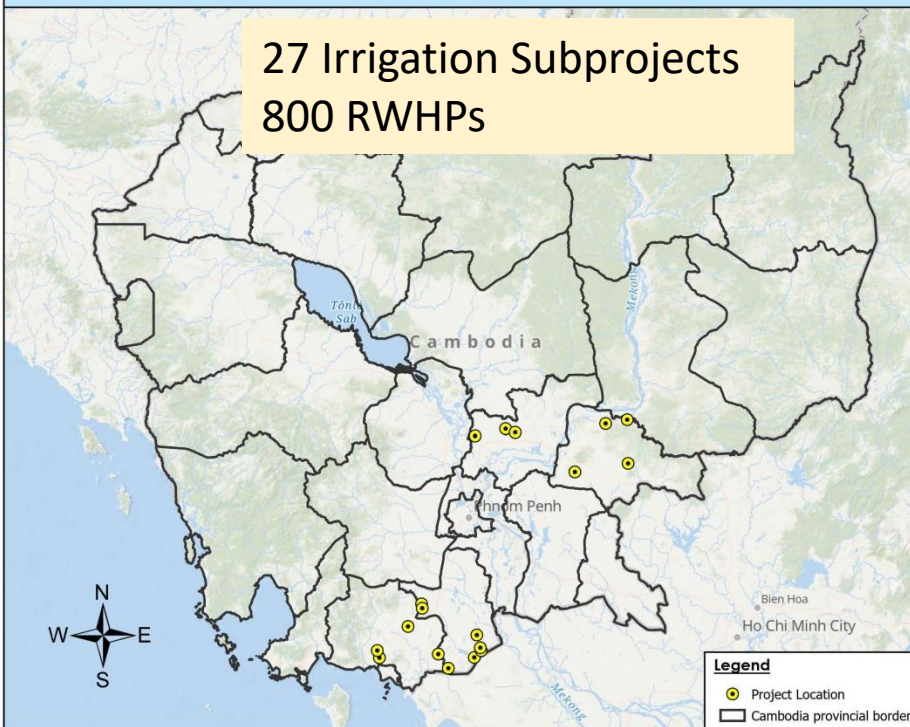 27 Irrigation Subprojects
800 RWHPs
Mekong
Tônlé
Sab
Cambodia
Phnom Penh
Bien Hoa
Ho Chi Minh City
Mekong
N
W
E
S
Legend
Project Location
Cambodia provincial border